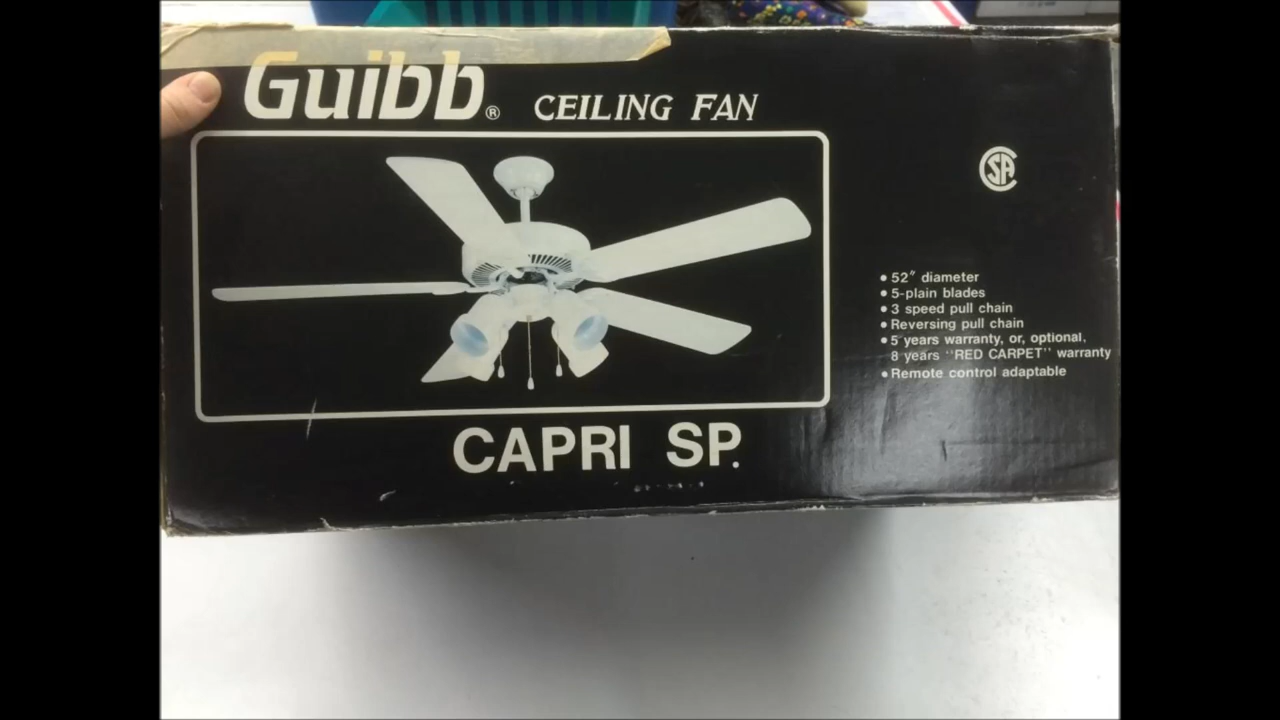 Guibb®
CEILING FAN
CSA
• 52″ diameter
• 5-plain blades
• 3 speed pull chain
• Reversing pull chain
• 5 years warranty, or, optional,
8 years "RED CARPET" warranty
• Remote control adaptable
CAPRI SP.